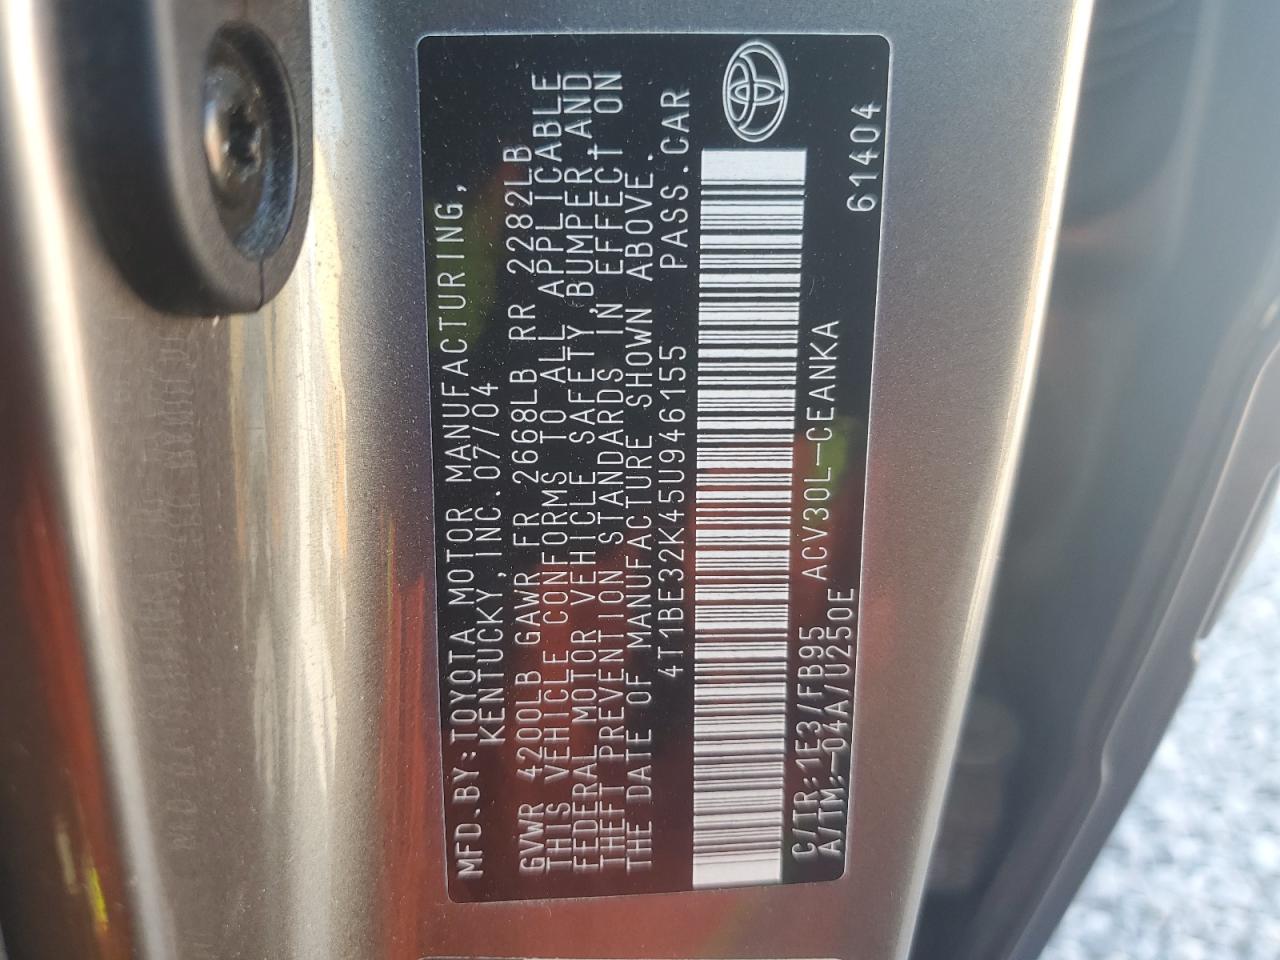 MFD.BY:TOYOTA MOTOR MANUFACTURING,
KENTUCKY, INC.07/04
GVWR 4200LB GAWR FR 2668LB RR 2282LB
THIS VEHICLE CONFORMS TO ALL APPLICABLE
FEDERAL MOTOR VEHICLE SAFETY,BUMPER,AND
THEFT PREVENTION STANDARDS IN EFFECT ON
THE DATE OF MANUFACTURE SHOWN ABOVE.
4T1BE32K45U946155 PASS.CAR
C/TR:1E3/FB95 ACV30L-CEANKA
A/TM:-04A/U250E
61404